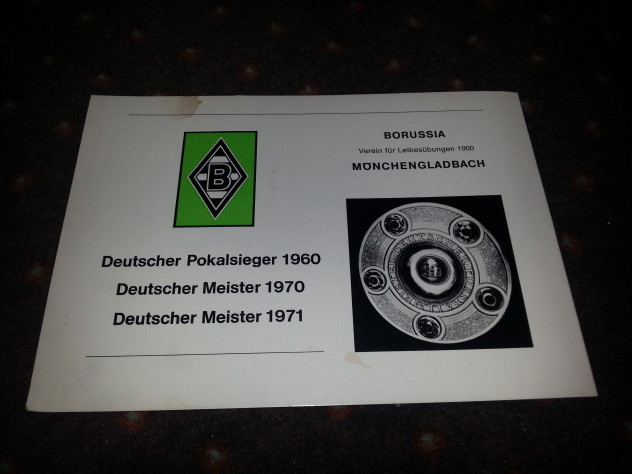 B
Deutscher Pokalsieger 1960
Deutscher Meister 1970
Deutscher Meister 1971
BORUSSIA
Verein für Leibesübungen 1900
MÖNCHENGLADBACH